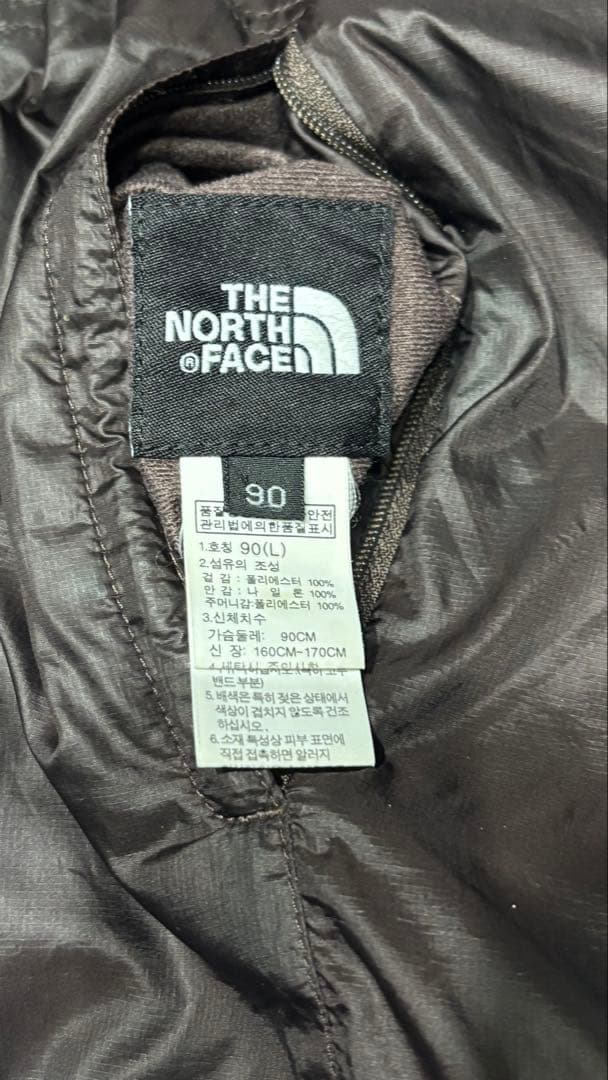 THE
NORTH
®FACE
90
품질 안전
관리법에의한품질표시
1.호칭 90(L)
2.섬유의 조성
겉 감 : 폴리에스터 100%
안 감 : 나 일 론 100%
주머니감:폴리에스터 100%
3.신체치수
가슴둘레: 90CM
신 장: 160CM~170CM
밴드부분)
5.배색은 특히 젖은 상태에서
색상이 겹치지 않도록 건조
하십시오.
6.소재 특성상 피부 표면에
직접 접촉하면 알러지